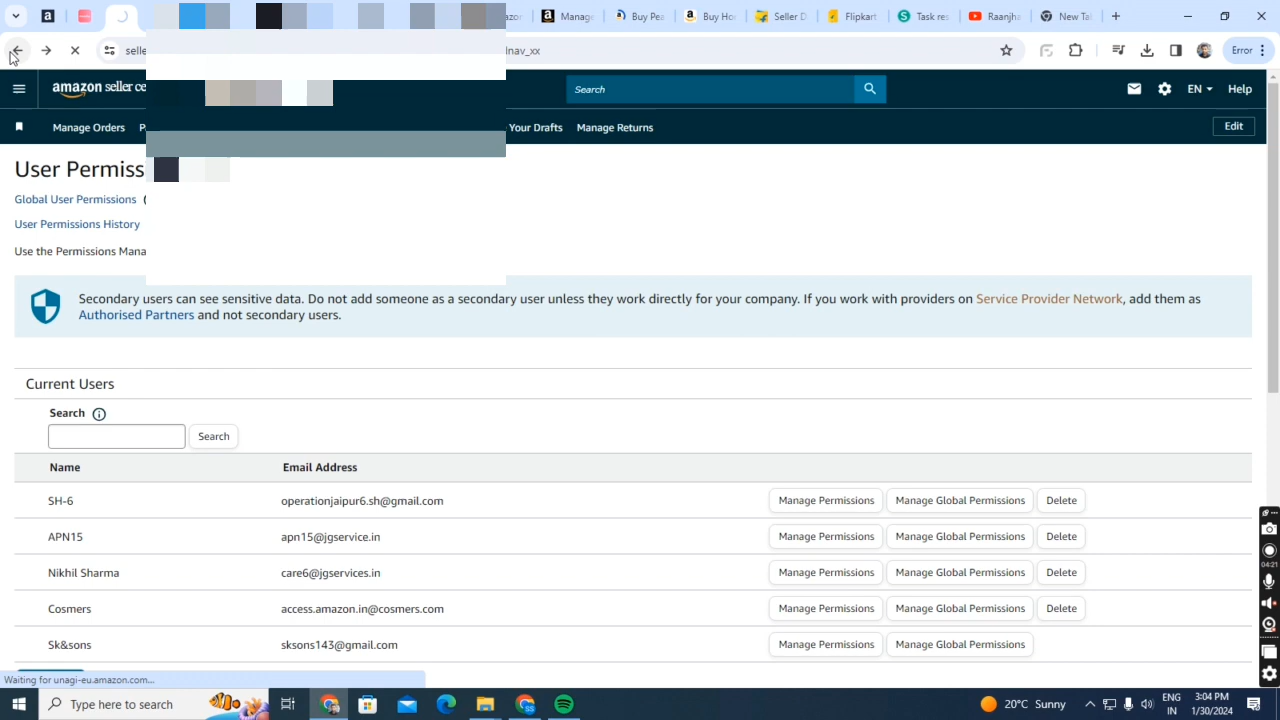 Manage
Buy Ho
Seller D
Flipkart
Task res
Raanjha
New Tab
selle
lnav_xx
Error
amazon seller ce
Search
EN
Help
Manage Orders
Your Drafts
Manage Returns
Edit
User Permiss
Global User Permissions
User Permissions History
Use the Permissions Mana
Secondary users can see sensitive data. Do not add someone as a secondary user unless they work directly for your company. If you work with providers on Service Provider Network, add them as
Authorised Partners and not secondary users.
Current Users
Search
Search
Name Email Address
SH-6 operationjaipur6.sh@gmail.com Manage Permissions Manage Global Permissions Delete
APN15 apn15@jgservice.in Manage Permissions Manage Global Permissions Delete
Nikhil Sharma care6@jgservices.in Manage Permissions Manage Global Permissions Delete
Cosmers access.amazon.in@cosmers.com Manage Permissions Manage Global Permissions Delete
Sk&sons sksons143@gmail.com Manage Permissions Manage Global Permissions
04:21
Waiting for unagi-eu.amazon.com...
Type here to search
20°C Sunny
ENG
IN
3:04 PM
1/30/2024